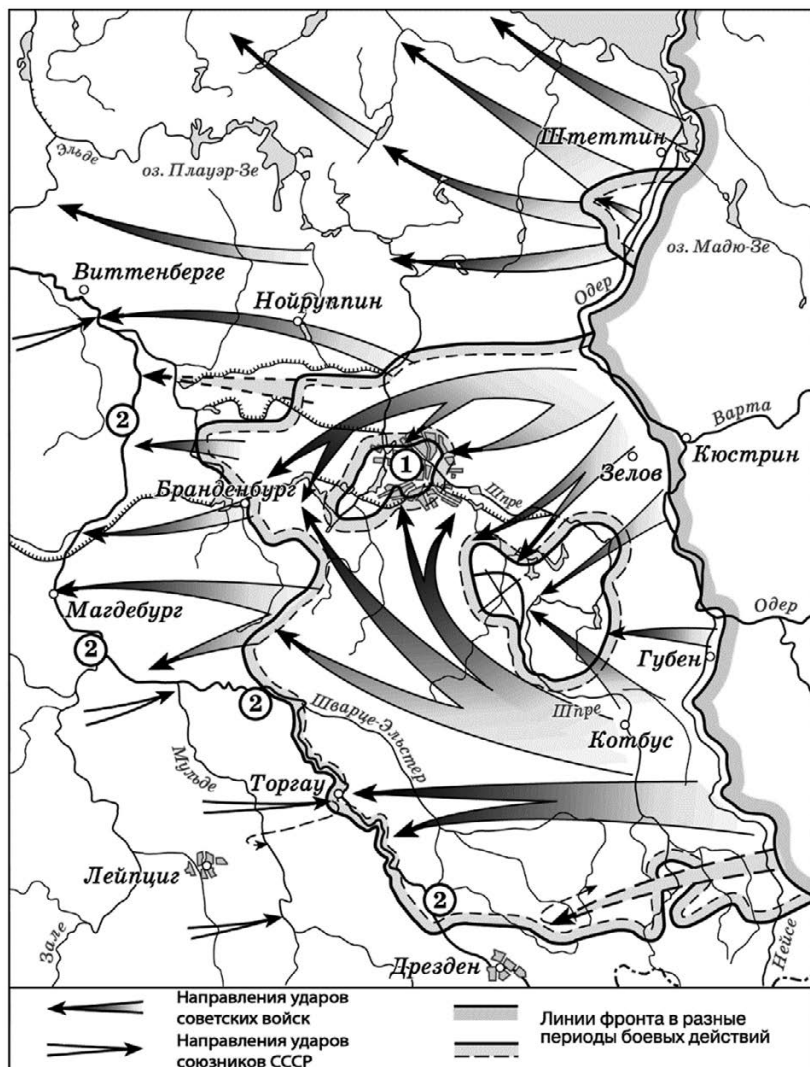 Штеттин
Эльде
оз. Плауэр-Зе
оз. Мадю-Зе
Виттенберге
Одер
Нойруппин
2
Варта
1
Кюстрин
Зелов
Шпре
Бранденбург
Магдебург
Одер
2
Губен
2
Шпре
Шварце-Эльстер
Котбус
Мульде
Торгау
Лейпциг
2
Зале
Дрезден
Нейсе
Направления ударов
советских войск
Направления ударов
союзников СССР
Линии фронта в разные
периоды боевых действий